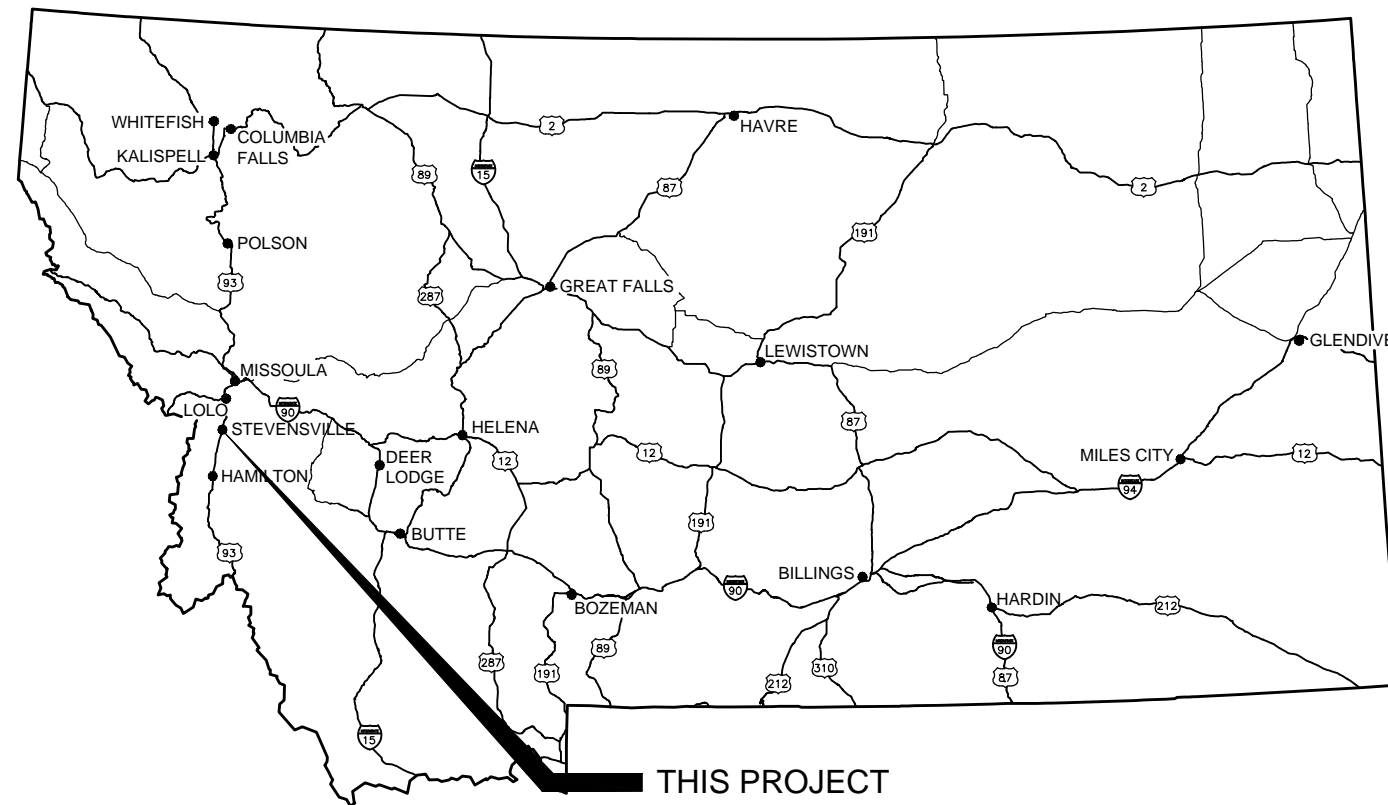 WHITEFISH
COLUMBIA
FALLS
KALISPELL
2
HAVRE
89
15
87
2
191
POLSON
93
287
GREAT FALLS
MISSOULA
LOLO
90
STEVENSVILLE
HAMILTON
93
DEER
LODGE
HELENA
12
BUTTE
89
12
LEWISTOWN
87
191
GLENDIVE
MILES CITY
12
94
BILLINGS
90
BOZEMAN
HARDIN
212
90
87
287
191
89
212
310
15
THIS PROJECT